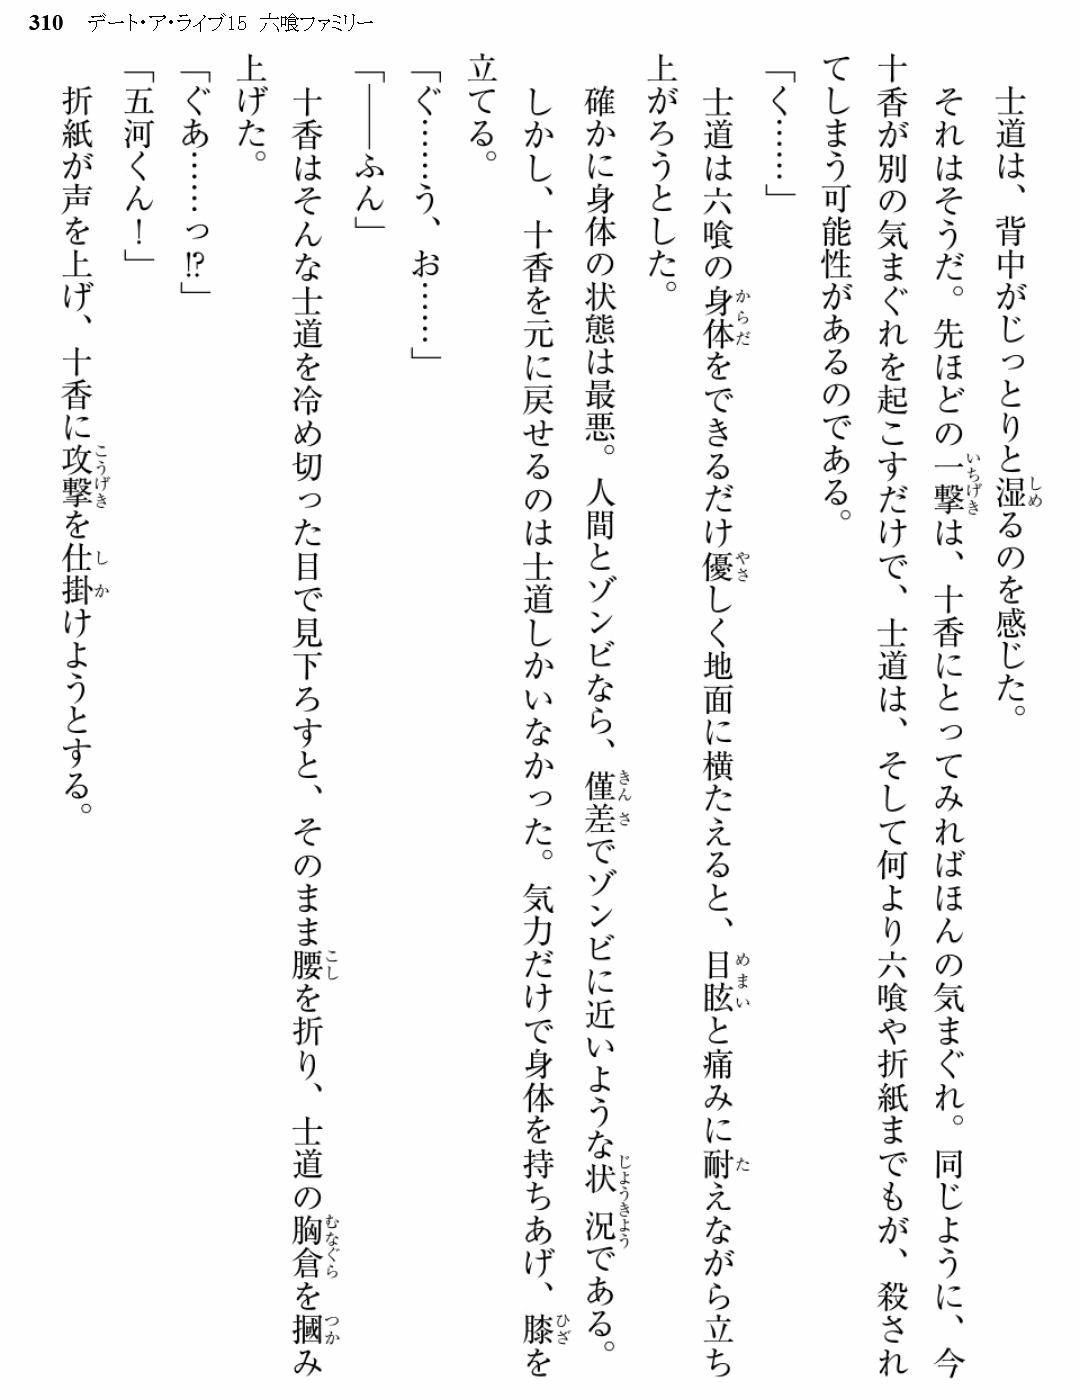 310 デート・ア・ライブ15 六喰ファミリー
士道は、背中がじっとりと湿るのを感じた。
それはそうだ。先ほどの一撃は、十香にとってみればほんの気まぐれ。同じように、今
十香が別の気まぐれを起こすだけで、士道は、そして何より六喰や折紙までもが、殺され
てしまう可能性があるのである。
「く……」
士道は六喰の身体をできるだけ優しく地面に横たえると、目眩と痛みに耐えながら立ち
上がろうとした。
確かに身体の状態は最悪。人間とゾンビなら、僅差でゾンビに近いような状況である。
しかし、十香を元に戻せるのは士道しかいなかった。気力だけで身体を持ちあげ、膝を
立てる。
「ぐ……う、お……」
「――ふん」
十香はそんな士道を冷め切った目で見下ろすと、そのまま腰を折り、士道の胸倉を摑み
上げた。
「ぐあ……っ!?」
「五河くん！」
折紙が声を上げ、十香に攻撃を仕掛けようとする。